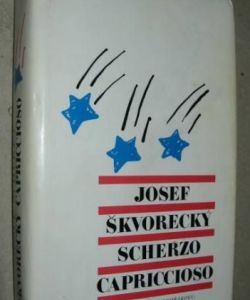 JOSEF
ŠKVORECKÝ
SCHERZO
CAPRICCIOSO
ŠKVORECKÝ CAPRICCIOSO